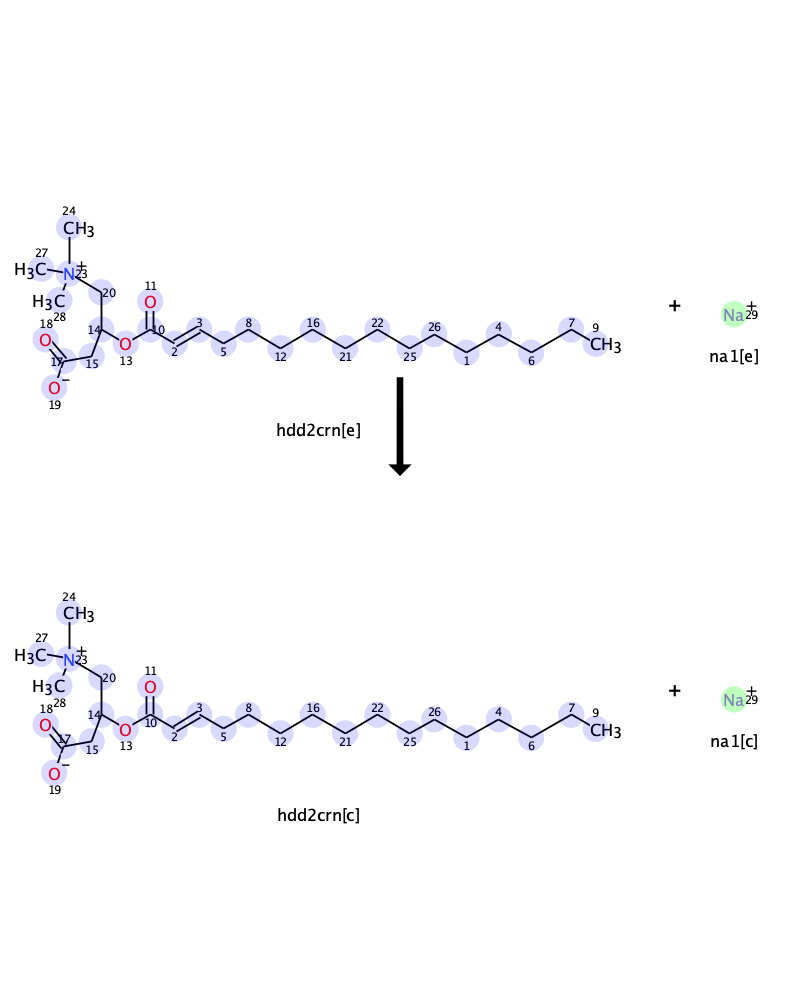 24
CH3
27
H3C N+ 23
H3C
28
20
18
O
17
O−
19
15
14
O
13
11
O
10
2
3
5
8
12
16
21
22
25
26
1
4
6
7
9
CH3
+
Na+
29
na1[e]
hdd2crn[e]
24
CH3
27
H3C N+ 23
H3C
28
20
18
O
17
O−
19
15
14
O
13
11
O
10
2
3
5
8
12
16
21
22
25
26
1
4
6
7
9
CH3
+
Na+
29
na1[c]
hdd2crn[c]